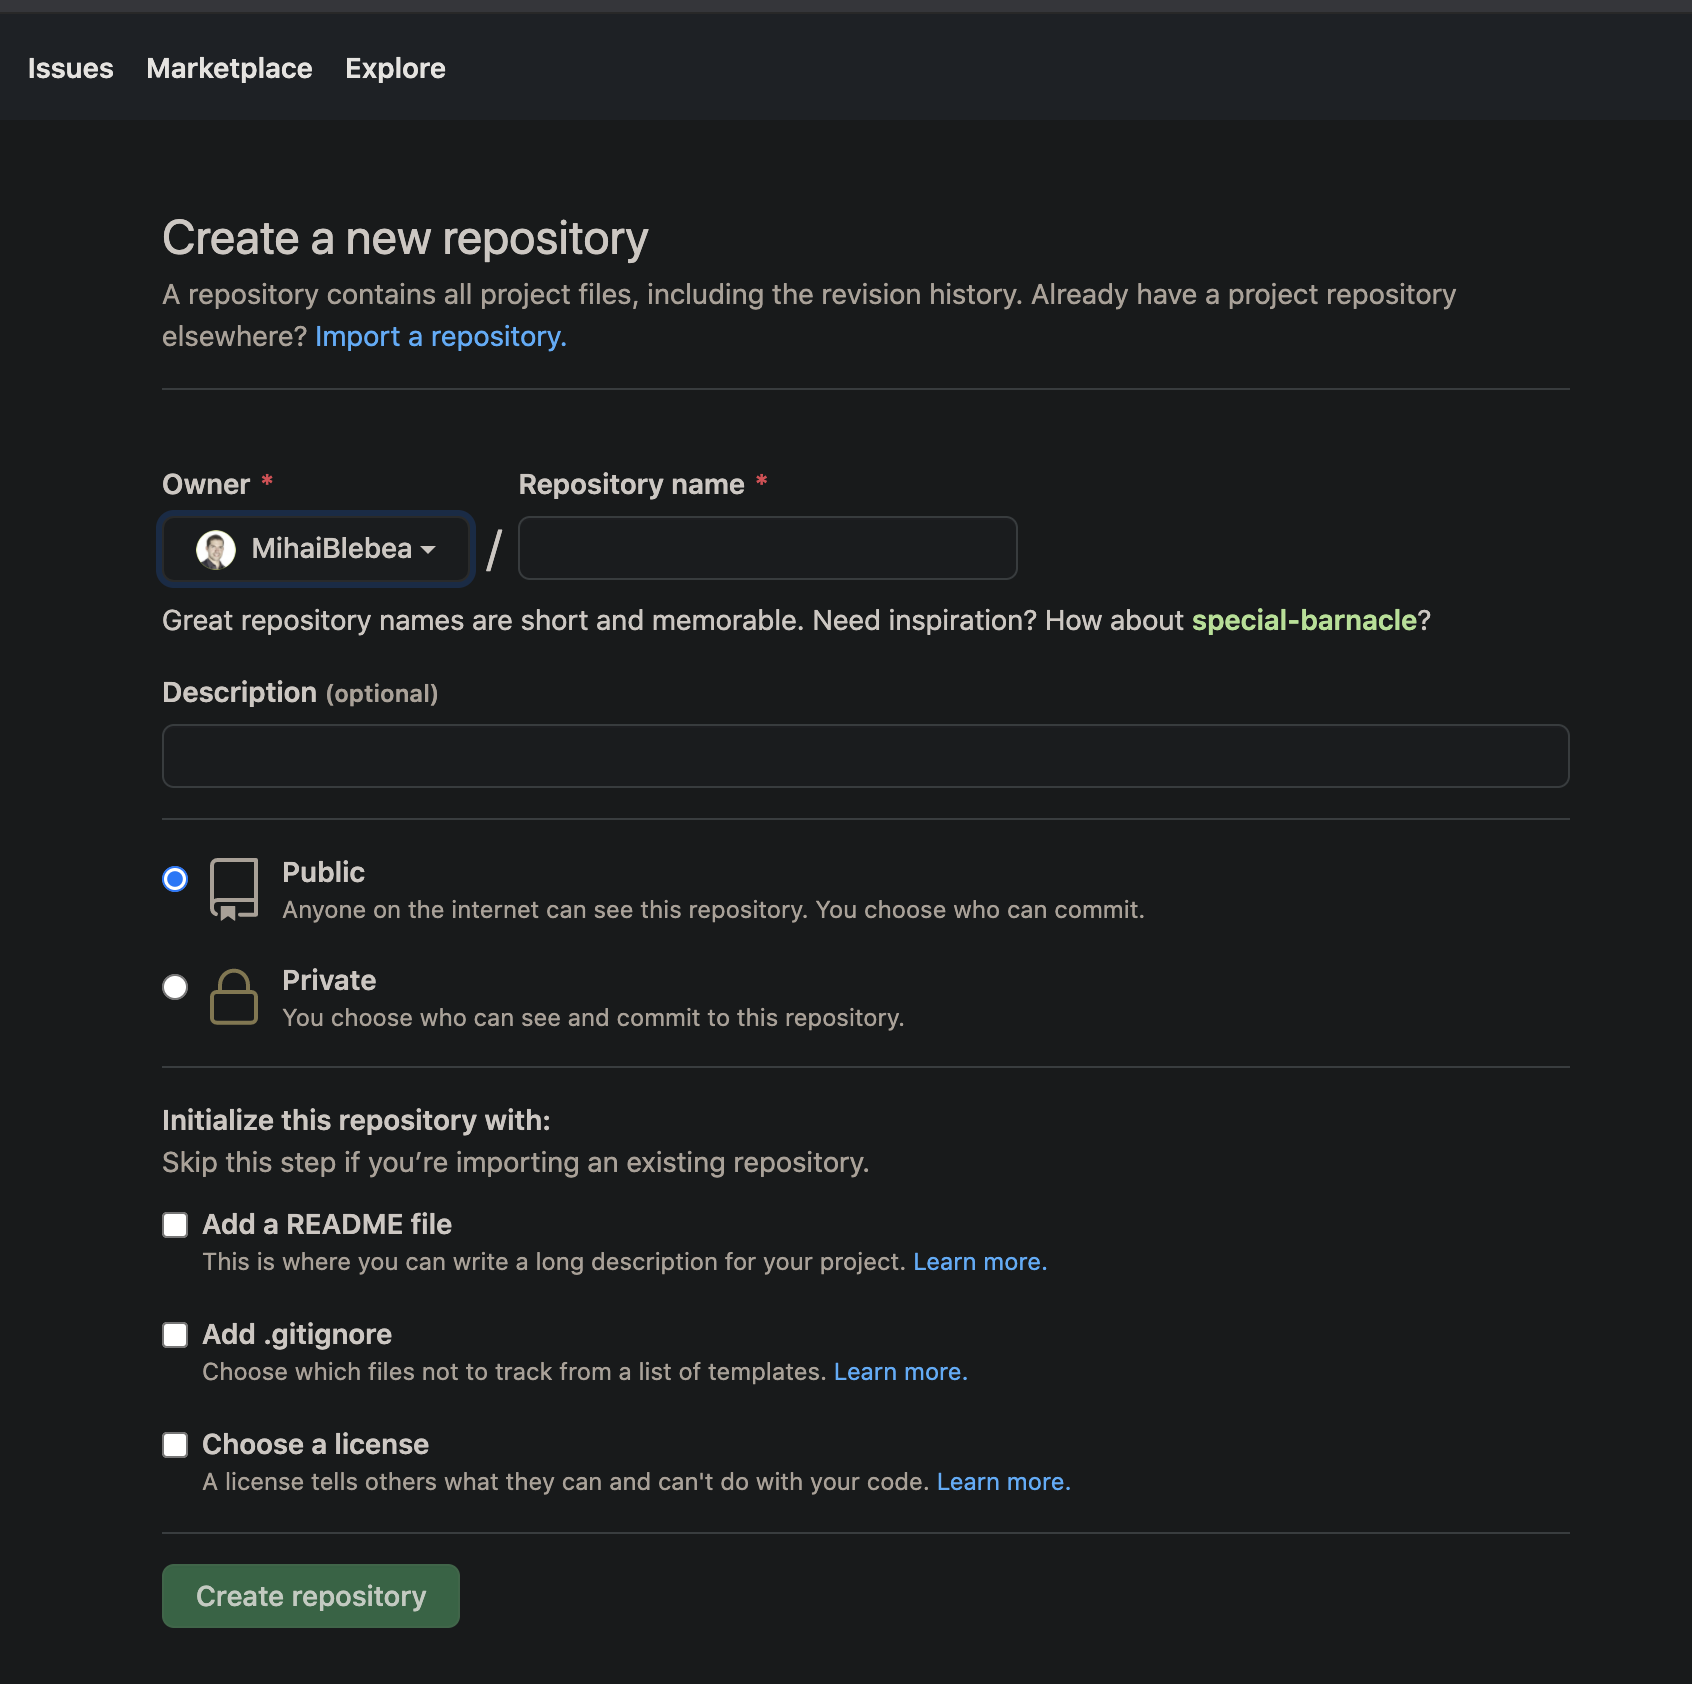 Issues Marketplace Explore
Create a new repository
A repository contains all project files, including the revision history. Already have a project repository
elsewhere? Import a repository.
Owner * Repository name *
MihaiBlebea /
Great repository names are short and memorable. Need inspiration? How about special-barnacle?
Description (optional)
Public
Anyone on the internet can see this repository. You choose who can commit.
Private
You choose who can see and commit to this repository.
Initialize this repository with:
Skip this step if you’re importing an existing repository.
Add a README file
This is where you can write a long description for your project. Learn more.
Add .gitignore
Choose which files not to track from a list of templates. Learn more.
Choose a license
A license tells others what they can and can't do with your code. Learn more.
Create repository